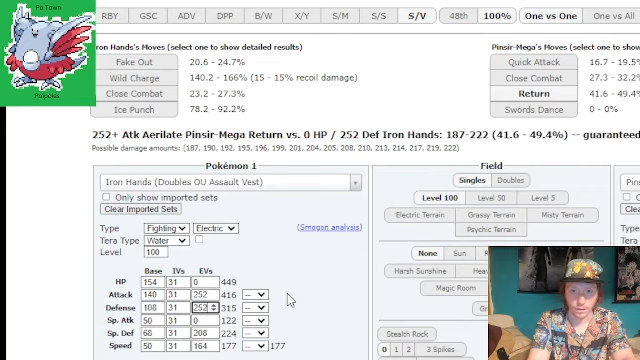 Po Town
Polpeles
RBY GSC ADV DPP B/W X/Y S/M S/S S/V 48th 100% One vs One One vs All
Iron Hands's Moves (select one to show detailed results)
Pinsir-Mega's Moves (select one to show detailed
Fake Out 20.6 - 24.7%
Quick Attack 16.7 - 19.5%
Wild Charge 140.2 - 166% (15 - 15% recoil damage)
Close Combat 27.3 - 32.2%
Close Combat 23.2 - 27.3%
Return 41.6 - 49.4%
Ice Punch 78.2 - 92.2%
Swords Dance 0 - 0%
252+ Atk Aerilate Pinsir-Mega Return vs. 0 HP / 252 Def Iron Hands: 187-222 (41.6 - 49.4%) -- guaranteed
Possible damage amounts: (187, 190, 192, 195, 196, 199, 201, 204, 205, 208, 210, 213, 214, 217, 219, 222)
Pokémon 1
Field
Iron Hands (Doubles OU Assault Vest)
Singles Doubles
Only show imported sets
Level 100 Level 50 Level 5
Clear Imported Sets
Electric Terrain Grassy Terrain Misty Terrain
Psychic Terrain
Type Fighting Electric (Smogon analysis)
Tera Type Water
Level 100
None Sun
Harsh Sunshine
Magic Room
Base IVs EVs
HP 154 31 0 449
Attack 140 31 252 416 --
Defense 108 31 252 315 --
Sp. Atk 50 31 0 122 --
Sp. Def 68 31 208 224 --
Speed 50 31 164 177 -- 177
Stealth Rock
0 1 2 3 Spikes